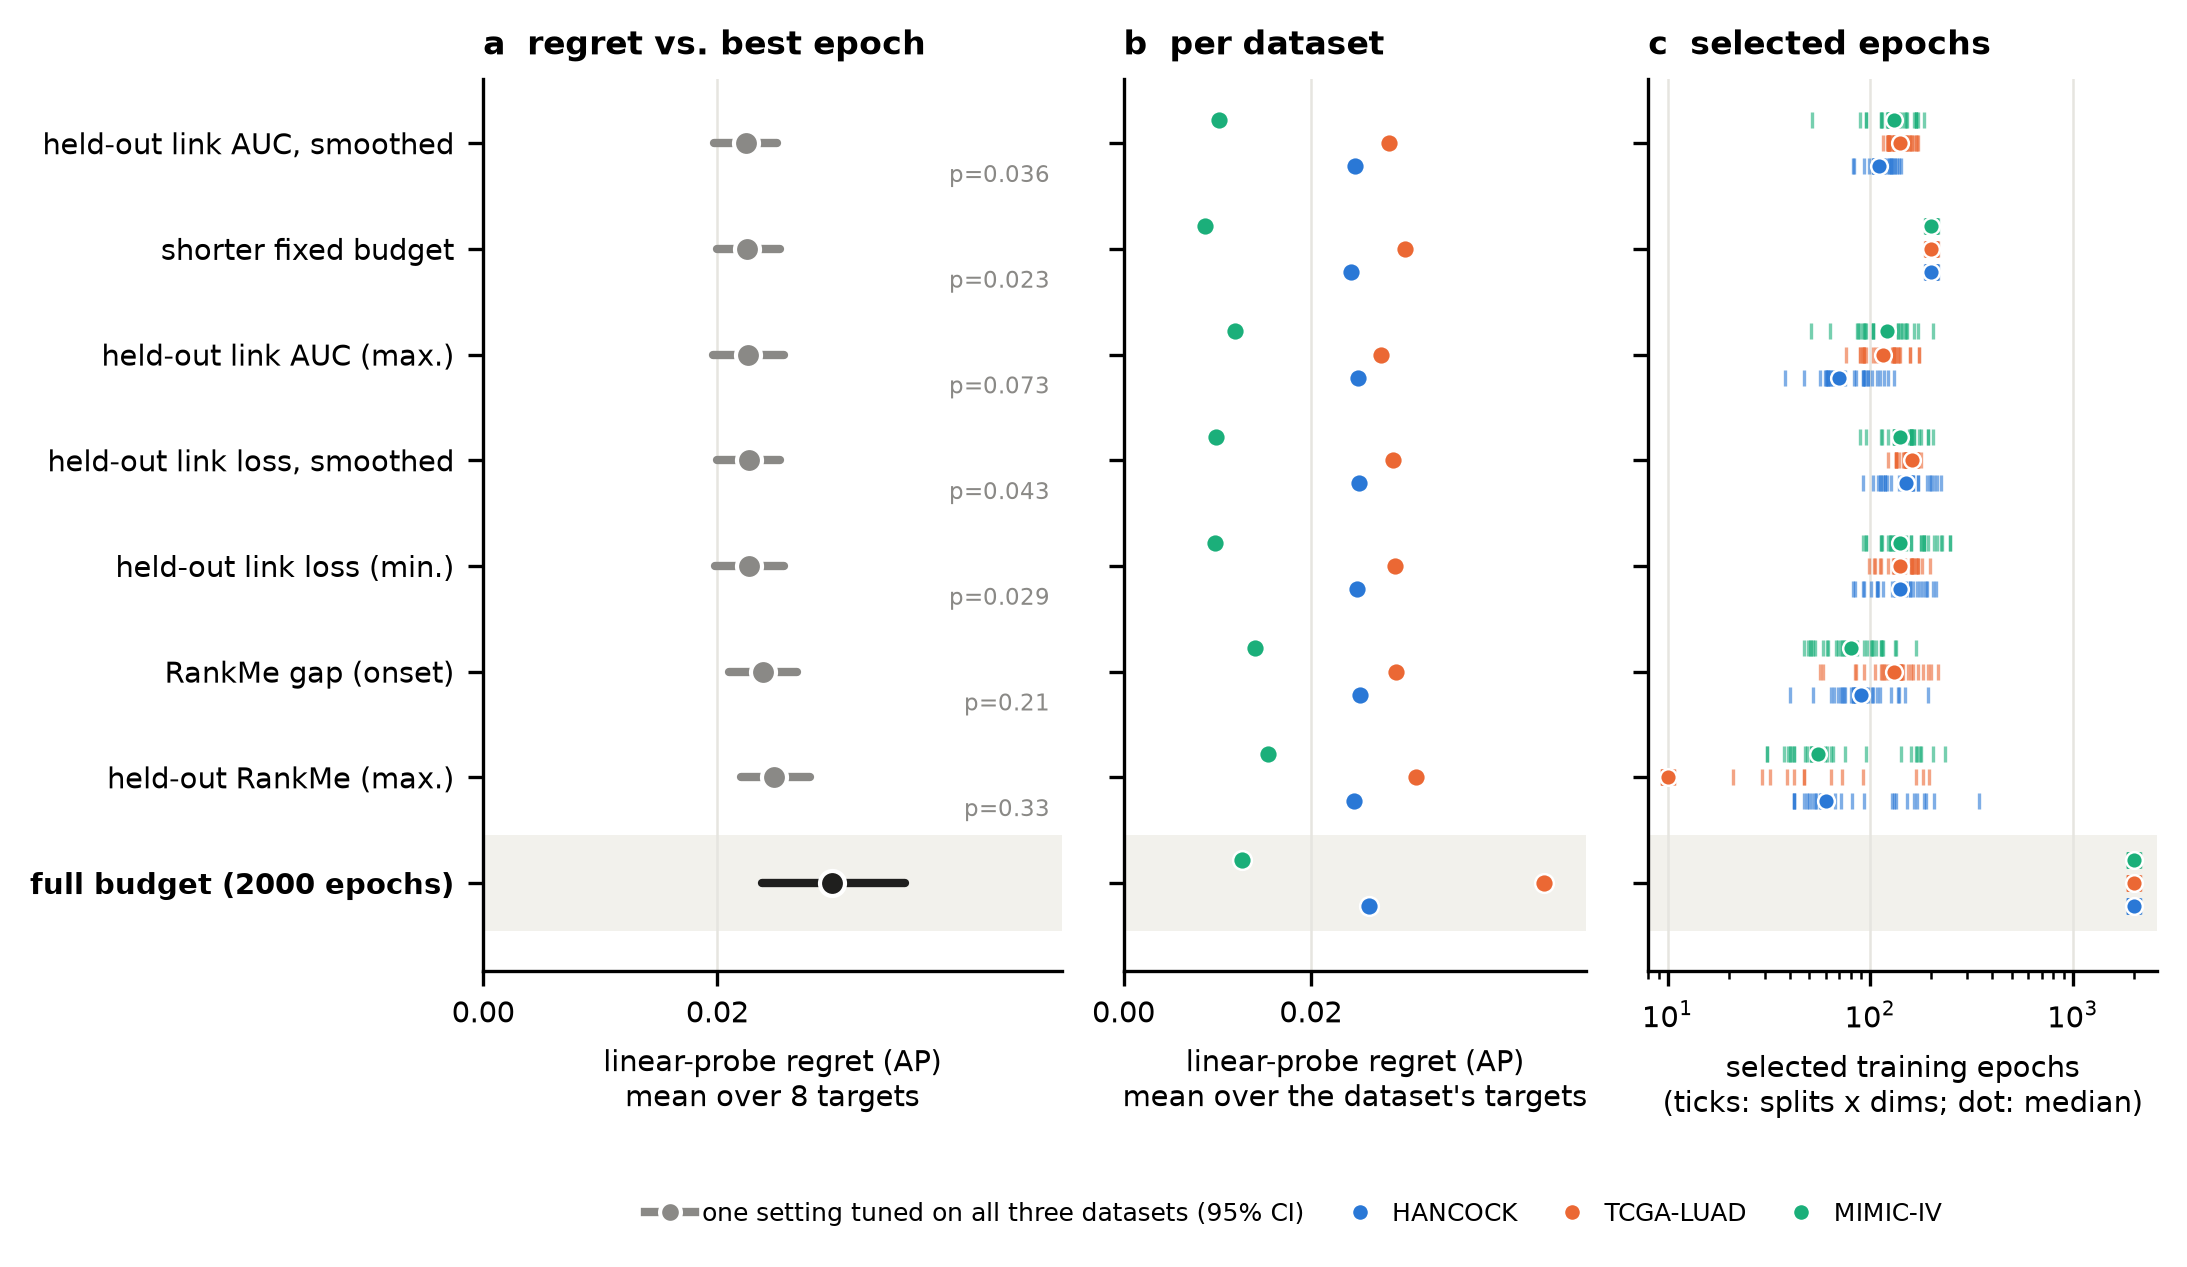 a regret vs. best epoch
b per dataset
c selected epochs
held-out link AUC, smoothed
p=0.036
shorter fixed budget
p=0.023
held-out link AUC (max.)
p=0.073
held-out link loss, smoothed
p=0.043
held-out link loss (min.)
p=0.029
RankMe gap (onset)
p=0.21
held-out RankMe (max.)
p=0.33
full budget (2000 epochs)
0.00 0.02
0.00 0.02
10¹ 10² 10³
linear-probe regret (AP)
mean over 8 targets
linear-probe regret (AP)
mean over the dataset's targets
selected training epochs
(ticks: splits x dims; dot: median)
one setting tuned on all three datasets (95% CI) HANCOCK TCGA-LUAD MIMIC-IV